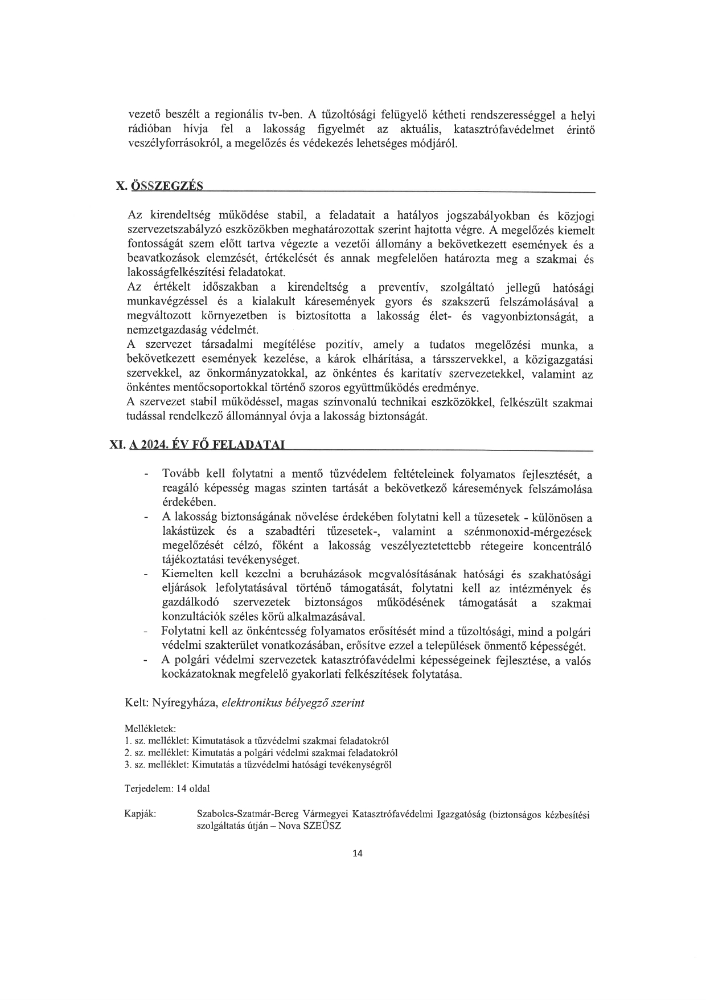 vezető beszélt a regionális tv-ben. A tűzoltósági felügyelő kétheti rendszerességgel a helyi
rádióban hívja fel a lakosság figyelmét az aktuális, katasztrófavédelmet érintő
veszélyforrásokról, a megelőzés és védekezés lehetséges módjáról.
X. ÖSSZEGZÉS
Az kirendeltség működése stabil, a feladatait a hatályos jogszabályokban és közjogi
szervezetszabályzó eszközökben meghatározottak szerint hajtotta végre. A megelőzés kiemelt
fontosságát szem előtt tartva végezte a vezetői állomány a bekövetkezett események és a
beavatkozások elemzését, értékelését és annak megfelelően határozta meg a szakmai és
lakosságfelkészítési feladatokat.
Az értékelt időszakban a kirendeltség a preventív, szolgáltató jellegű hatósági
munkavégzéssel és a kialakult káresemények gyors és szakszerű felszámolásával a
megváltozott környezetben is biztosította a lakosság élet- és vagyonbiztonságát, a
nemzetgazdaság védelmét.
A szervezet társadalmi megítélése pozitív, amely a tudatos megelőzési munka, a
bekövetkezett események kezelése, a károk elhárítása, a társszervekkel, a közigazgatási
szervekkel, az önkormányzatokkal, az önkéntes és karitatív szervezetekkel, valamint az
önkéntes mentőcsoportokkal történő szoros együttműködés eredménye.
A szervezet stabil működéssel, magas színvonalú technikai eszközökkel, felkészült szakmai
tudással rendelkező állománnyal óvja a lakosság biztonságát.
XI. A 2024. ÉV FŐ FELADATAI
- Tovább kell folytatni a mentő tűzvédelem feltételeinek folyamatos fejlesztését, a
reagáló képesség magas szinten tartását a bekövetkező káresemények felszámolása
érdekében.
- A lakosság biztonságának növelése érdekében folytatni kell a tűzesetek - különösen a
lakástüzek és a szabadtéri tűzesetek-, valamint a szénmonoxid-mérgezések
megelőzését célzó, főként a lakosság veszélyeztetettebb rétegeire koncentráló
tájékoztatási tevékenységet.
- Kiemelten kell kezelni a beruházások megvalósításának hatósági és szakhatósági
eljárások lefolytatásával történő támogatását, folytatni kell az intézmények és
gazdálkodó szervezetek biztonságos működésének támogatását a szakmai
konzultációk széles körű alkalmazásával.
- Folytatni kell az önkéntesség folyamatos erősítését mind a tűzoltósági, mind a polgári
védelmi szakterület vonatkozásában, erősítve ezzel a települések önmentő képességét.
- A polgári védelmi szervezetek katasztrófavédelmi képességeinek fejlesztése, a valós
kockázatoknak megfelelő gyakorlati felkészítések folytatása.
Kelt: Nyíregyháza, elektronikus bélyegző szerint
Mellékletek:
1. sz. melléklet: Kimutatások a tűzvédelmi szakmai feladatokról
2. sz. melléklet: Kimutatás a polgári védelmi szakmai feladatokról
3. sz. melléklet: Kimutatás a tűzvédelmi hatósági tevékenységről
Terjedelem: 14 oldal
Kapják: Szabolcs-Szatmár-Bereg Vármegyei Katasztrófavédelmi Igazgatóság (biztonságos kézbesítési
szolgáltatás útján – Nova SZEÜSZ
14